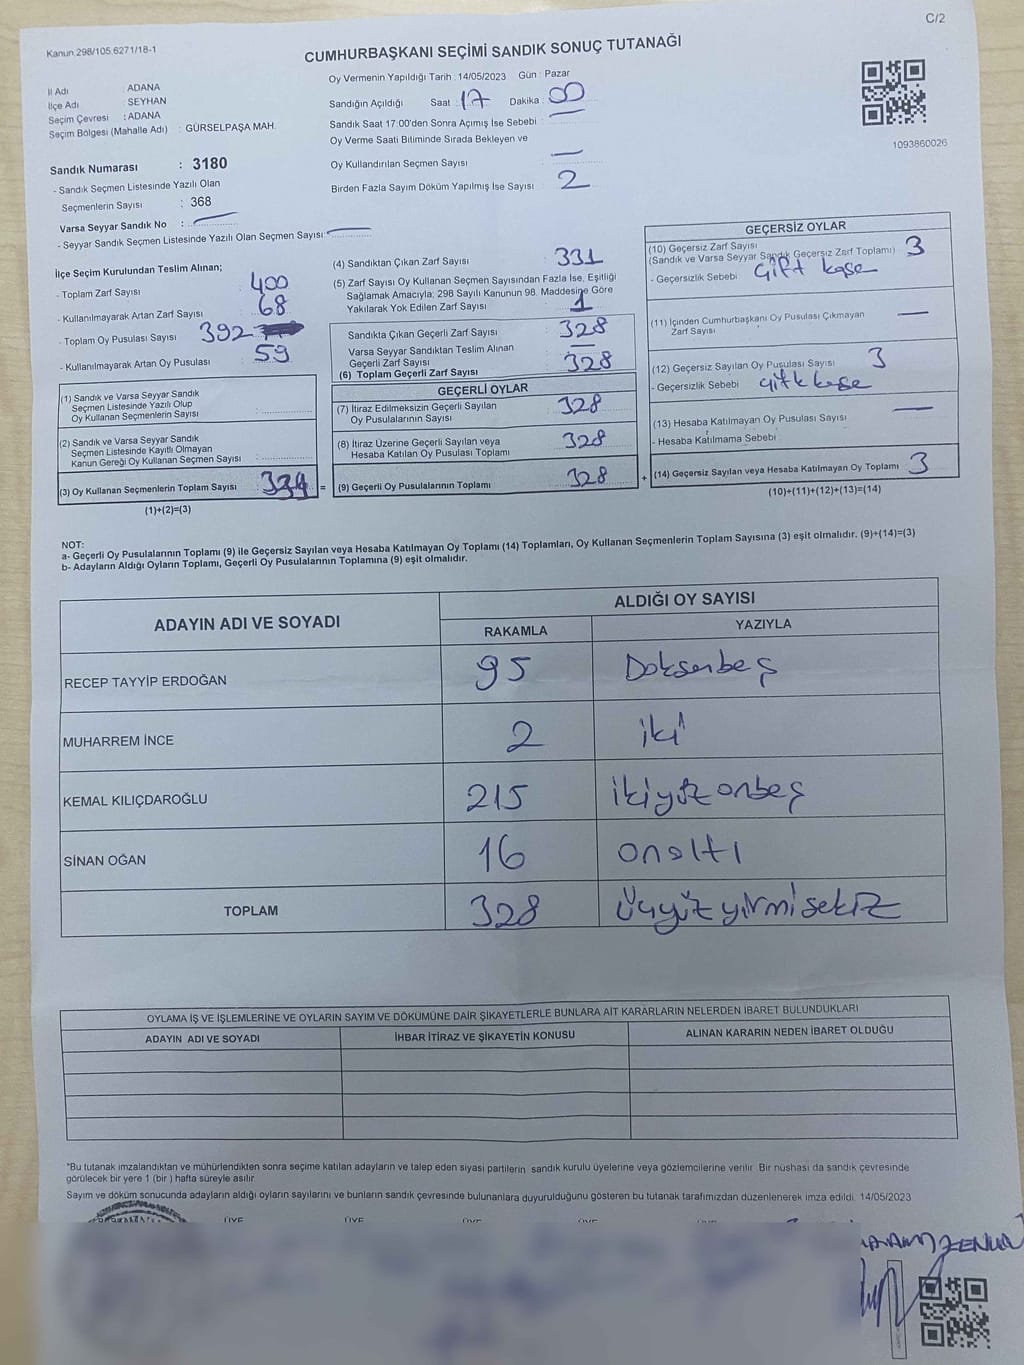 C/2
Kanun 298/105.6271/18-1
CUMHURBAŞKANI SEÇİMİ SANDIK SONUÇ TUTANAĞI
İl Adı : ADANA
İlçe Adı : SEYHAN
Seçim Çevresi : ADANA
Seçim Bölgesi (Mahalle Adı) : GÜRSELPAŞA MAH.
Sandık Numarası : 3180
- Sandık Seçmen Listesinde Yazılı Olan
Seçmenlerin Sayısı : 368
Varsa Seyyar Sandık No :
- Seyyar Sandık Seçmen Listesinde Yazılı Olan Seçmen Sayısı:
Oy Vermenin Yapıldığı Tarih : 14/05/2023 Gün : Pazar
Sandığın Açıldığı Saat : 17 Dakika : 00
Sandık Saat 17:00'den Sonra Açımış İse Sebebi :
Oy Verme Saati Bitiminde Sırada Bekleyen ve
Oy Kullandırılan Seçmen Sayısı :
Birden Fazla Sayım Döküm Yapılmış İse Sayısı : 2
1093860026
İlçe Seçim Kurulundan Teslim Alınan;
- Toplam Zarf Sayısı : 400
- Kullanılmayarak Artan Zarf Sayısı : 68
- Toplam Oy Pusulası Sayısı : 392
- Kullanılmayarak Artan Oy Pusulası : 59
(1) Sandık ve Varsa Seyyar Sandık
Seçmen Listesinde Yazılı Olup
Oy Kullanan Seçmenlerin Sayısı :
(2) Sandık ve Varsa Seyyar Sandık
Seçmen Listesinde Kayıtlı Olmayan
Kanun Gereği Oy Kullanan Seçmen Sayısı :
(3) Oy Kullanan Seçmenlerin Toplam Sayısı :
=
(1)+(2)=(3)
(4) Sandıktan Çıkan Zarf Sayısı : 331
(5) Zarf Sayısı Oy Kullanan Seçmen Sayısından Fazla İse, Eşitliği
Sağlamak Amacıyla, 298 Sayılı Kanunun 98. Maddesine Göre
Yakılarak Yok Edilen Zarf Sayısı : 1
Sandıkta Çıkan Geçerli Zarf Sayısı : 328
Varsa Seyyar Sandıktan Teslim Alınan
Geçerli Zarf Sayısı :
(6) Toplam Geçerli Zarf Sayısı : 328
GEÇERLİ OYLAR
(7) İtiraz Edilmeksizin Geçerli Sayılan
Oy Pusulalarının Sayısı : 328
(8) İtiraz Üzerine Geçerli Sayılan veya
Hesaba Katılan Oy Pusulası Toplamı : 328
(9) Geçerli Oy Pusulalarının Toplamı : 328
+
GEÇERSİZ OYLAR
(10) Geçersiz Zarf Sayısı
(Sandık ve Varsa Seyyar Sandık Geçersiz Zarf Toplamı) : 3
- Geçersizlik Sebebi : çift kaşe
(11) İçinden Cumhurbaşkanı Oy Pusulası Çıkmayan
Zarf Sayısı :
(12) Geçersiz Sayılan Oy Pusulası Sayısı : 3
- Geçersizlik Sebebi : çift kaşe
(13) Hesaba Katılmayan Oy Pusulası Sayısı :
- Hesaba Katılmama Sebebi :
(14) Geçersiz Sayılan veya Hesaba Katılmayan Oy Toplamı : 3
(10)+(11)+(12)+(13)=(14)
NOT:
a- Geçerli Oy Pusulalarının Toplamı (9) ile Geçersiz Sayılan veya Hesaba Katılmayan Oy Toplamı (14) Toplamları, Oy Kullanan Seçmenlerin Toplam Sayısına (3) eşit olmalıdır. (9)+(14)=(3)
b- Adayların Aldığı Oyların Toplamı, Geçerli Oy Pusulalarının Toplamına (9) eşit olmalıdır.
ADAYIN ADI VE SOYADI
ALDIĞI OY SAYISI
RAKAMLA YAZIYLA
RECEP TAYYİP ERDOĞAN 95 Doksanbeş
MUHARREM İNCE 2 iki
KEMAL KILIÇDAROĞLU 215 ikiyüzonbeş
SİNAN OĞAN 16 onaltı
TOPLAM 328 üçyüzyirmisekiz
OYLAMA İŞ VE İŞLEMLERİNE VE OYLARIN SAYIM VE DÖKÜMÜNE DAİR ŞİKAYETLERLE BUNLARA AİT KARARLARIN NELERDEN İBARET BULUNDUKLARI
ADAYIN ADI VE SOYADI İHBAR İTİRAZ VE ŞİKAYETİN KONUSU ALINAN KARARIN NEDEN İBARET OLDUĞU
*Bu tutanak imzalandıktan ve mühürlendikten sonra seçime katılan adayların ve talep eden siyasi partilerin sandık kurulu üyelerine veya gözlemcilerine verilir. Bir nüshası da sandık çevresinde
görülecek bir yere 1 (bir ) hafta süreyle asılır.
Sayım ve döküm sonucunda adayların aldığı oyların sayılarını ve bunların sandık çevresinde bulunanlara duyurulduğunu gösteren bu tutanak tarafımızdan düzenlenerek imza edildi. 14/05/2023
ÜYE ÜYE ÜYE ÜYE